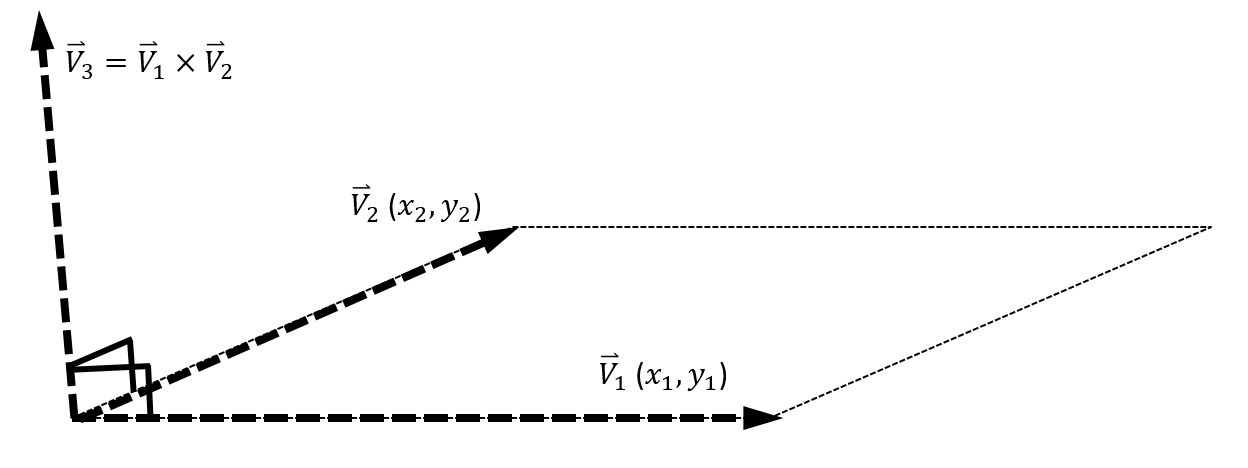 V⃗₃ = V⃗₁ × V⃗₂
V⃗₂ (x₂, y₂)
V⃗₁ (x₁, y₁)